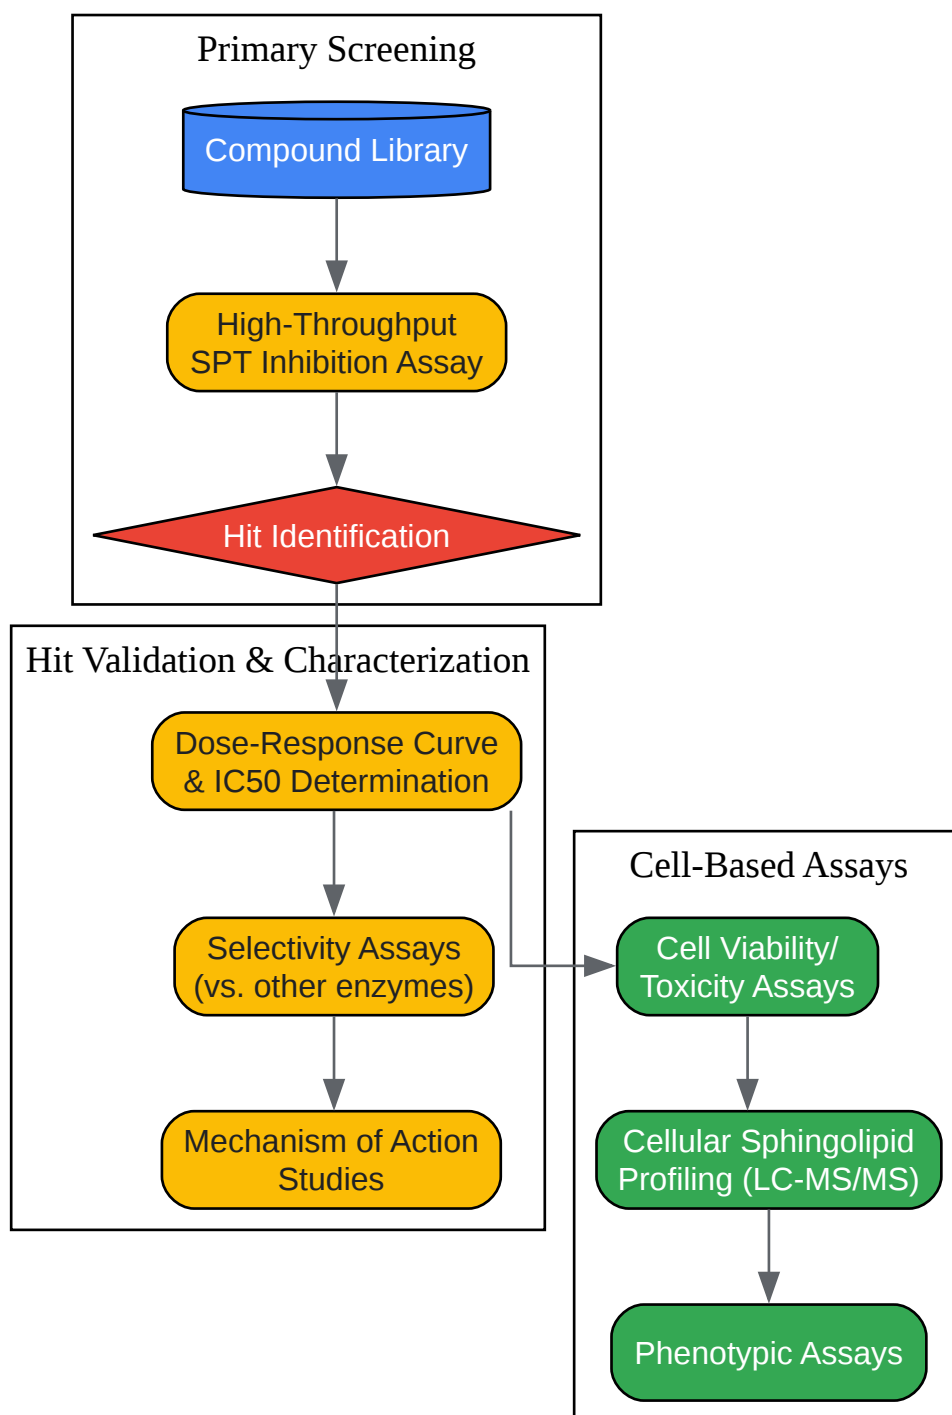 Primary Screening
Compound Library
High-Throughput
SPT Inhibition Assay
Hit Identification
Hit Validation & Characterization
Dose-Response Curve
& IC50 Determination
Selectivity Assays
(vs. other enzymes)
Mechanism of Action
Studies
Cell-Based Assays
Cell Viability/
Toxicity Assays
Cellular Sphingolipid
Profiling (LC-MS/MS)
Phenotypic Assays